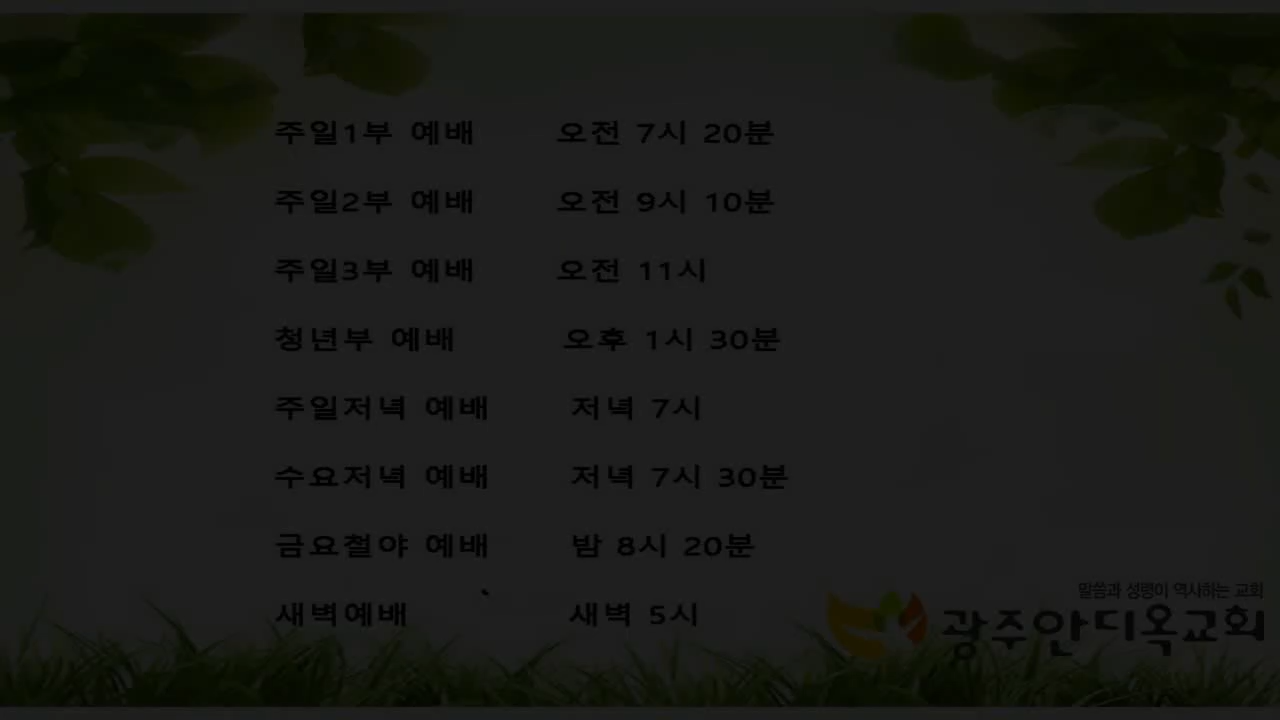 주일1부 예배 오전 7시 20분
주일2부 예배 오전 9시 10분
주일3부 예배 오전 11시
청년부 예배 오후 1시 30분
주일저녁 예배 저녁 7시
수요저녁 예배 저녁 7시 30분
금요철야 예배 밤 8시 20분
새벽예배 새벽 5시
말씀과 성령이 역사하는 교회
광주안디옥교회